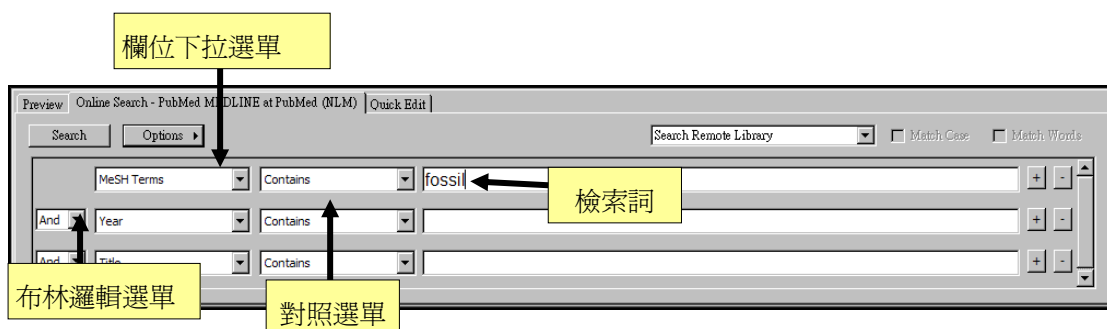 欄位下拉選單
Preview Online Search - PubMed MEDLINE at PubMed (NLM) Quick Edit
Search Options Search Remote Library Match Case Match Words
MeSH Terms Contains fossil + -
檢索詞
And Year Contains + -
And Title Contains + -
布林邏輯選單
對照選單